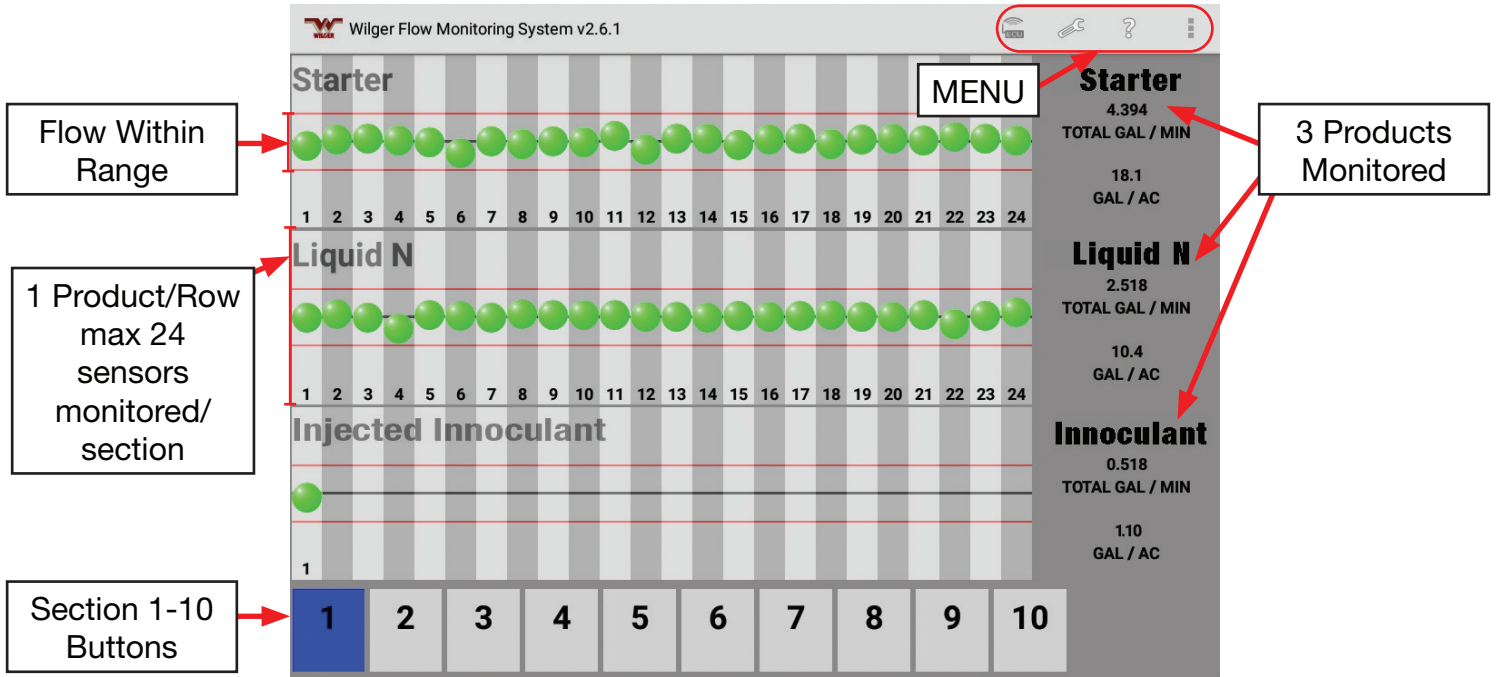 WILGER
Wilger Flow Monitoring System v2.6.1
ECU
?
MENU
Starter
1 2 3 4 5 6 7 8 9 10 11 12 13 14 15 16 17 18 19 20 21 22 23 24
Starter
4.394
TOTAL GAL / MIN
18.1
GAL / AC
Flow Within
Range
3 Products
Monitored
Liquid N
1 2 3 4 5 6 7 8 9 10 11 12 13 14 15 16 17 18 19 20 21 22 23 24
Liquid N
2.518
TOTAL GAL / MIN
10.4
GAL / AC
1 Product/Row
max 24
sensors
monitored/
section
Injected Innoculant
1
Innoculant
0.518
TOTAL GAL / MIN
1.10
GAL / AC
Section 1-10
Buttons
1 2 3 4 5 6 7 8 9 10